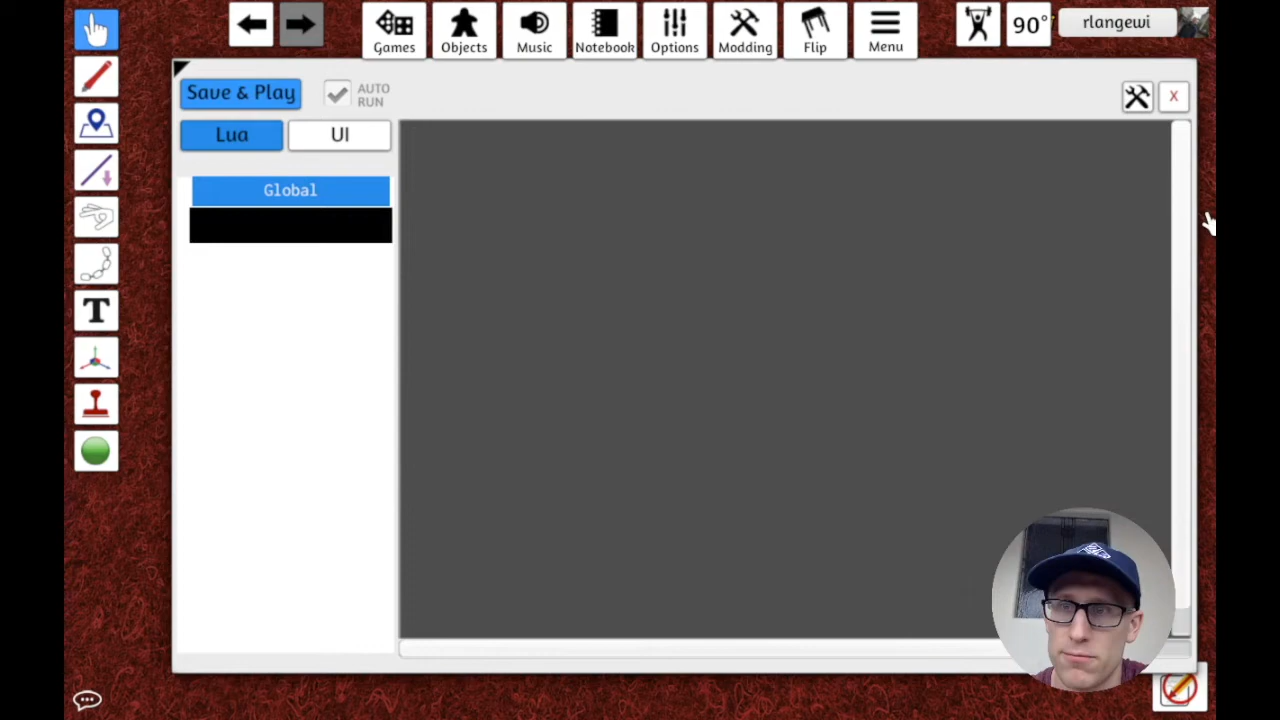 Games
Objects
Music
Notebook
Options
Modding
Flip
Menu
90°
rlangewi
Save & Play
AUTO
RUN
Lua
UI
Global
T
X